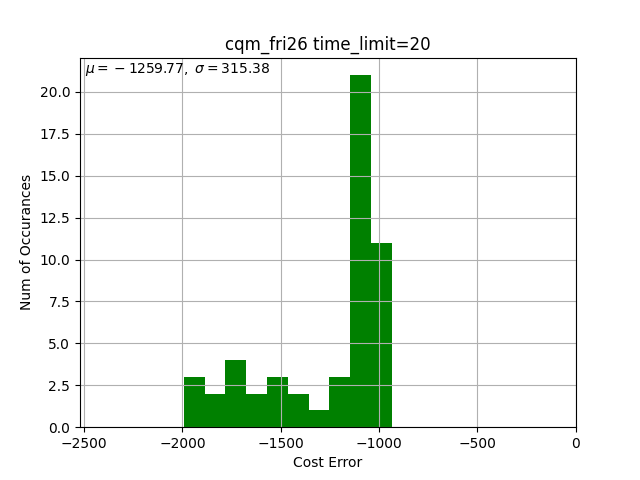 cqm_fri26 time_limit=20
μ = −1259.77, σ = 315.38
20.0
17.5
15.0
12.5
10.0
7.5
5.0
2.5
0.0
Num of Occurances
−2500 −2000 −1500 −1000 −500 0
Cost Error